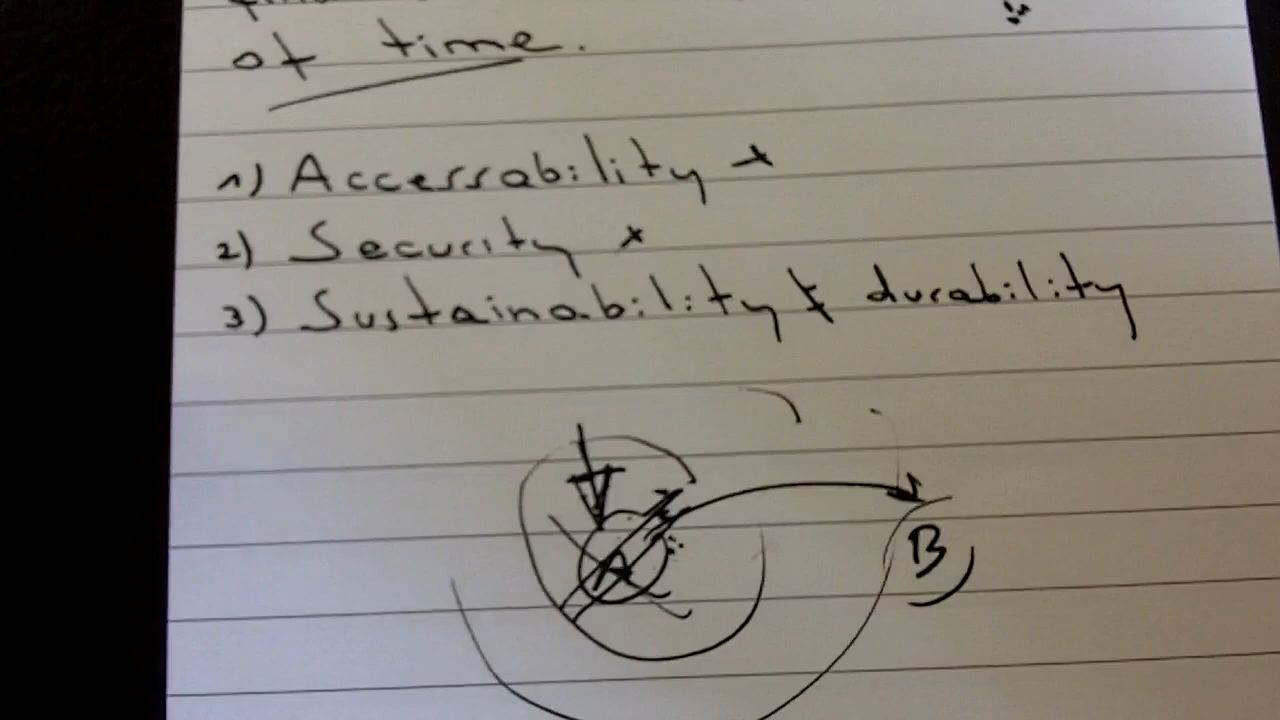 of time.
1) Accessability *
2) Security *
3) Sustainability & durability
A
B